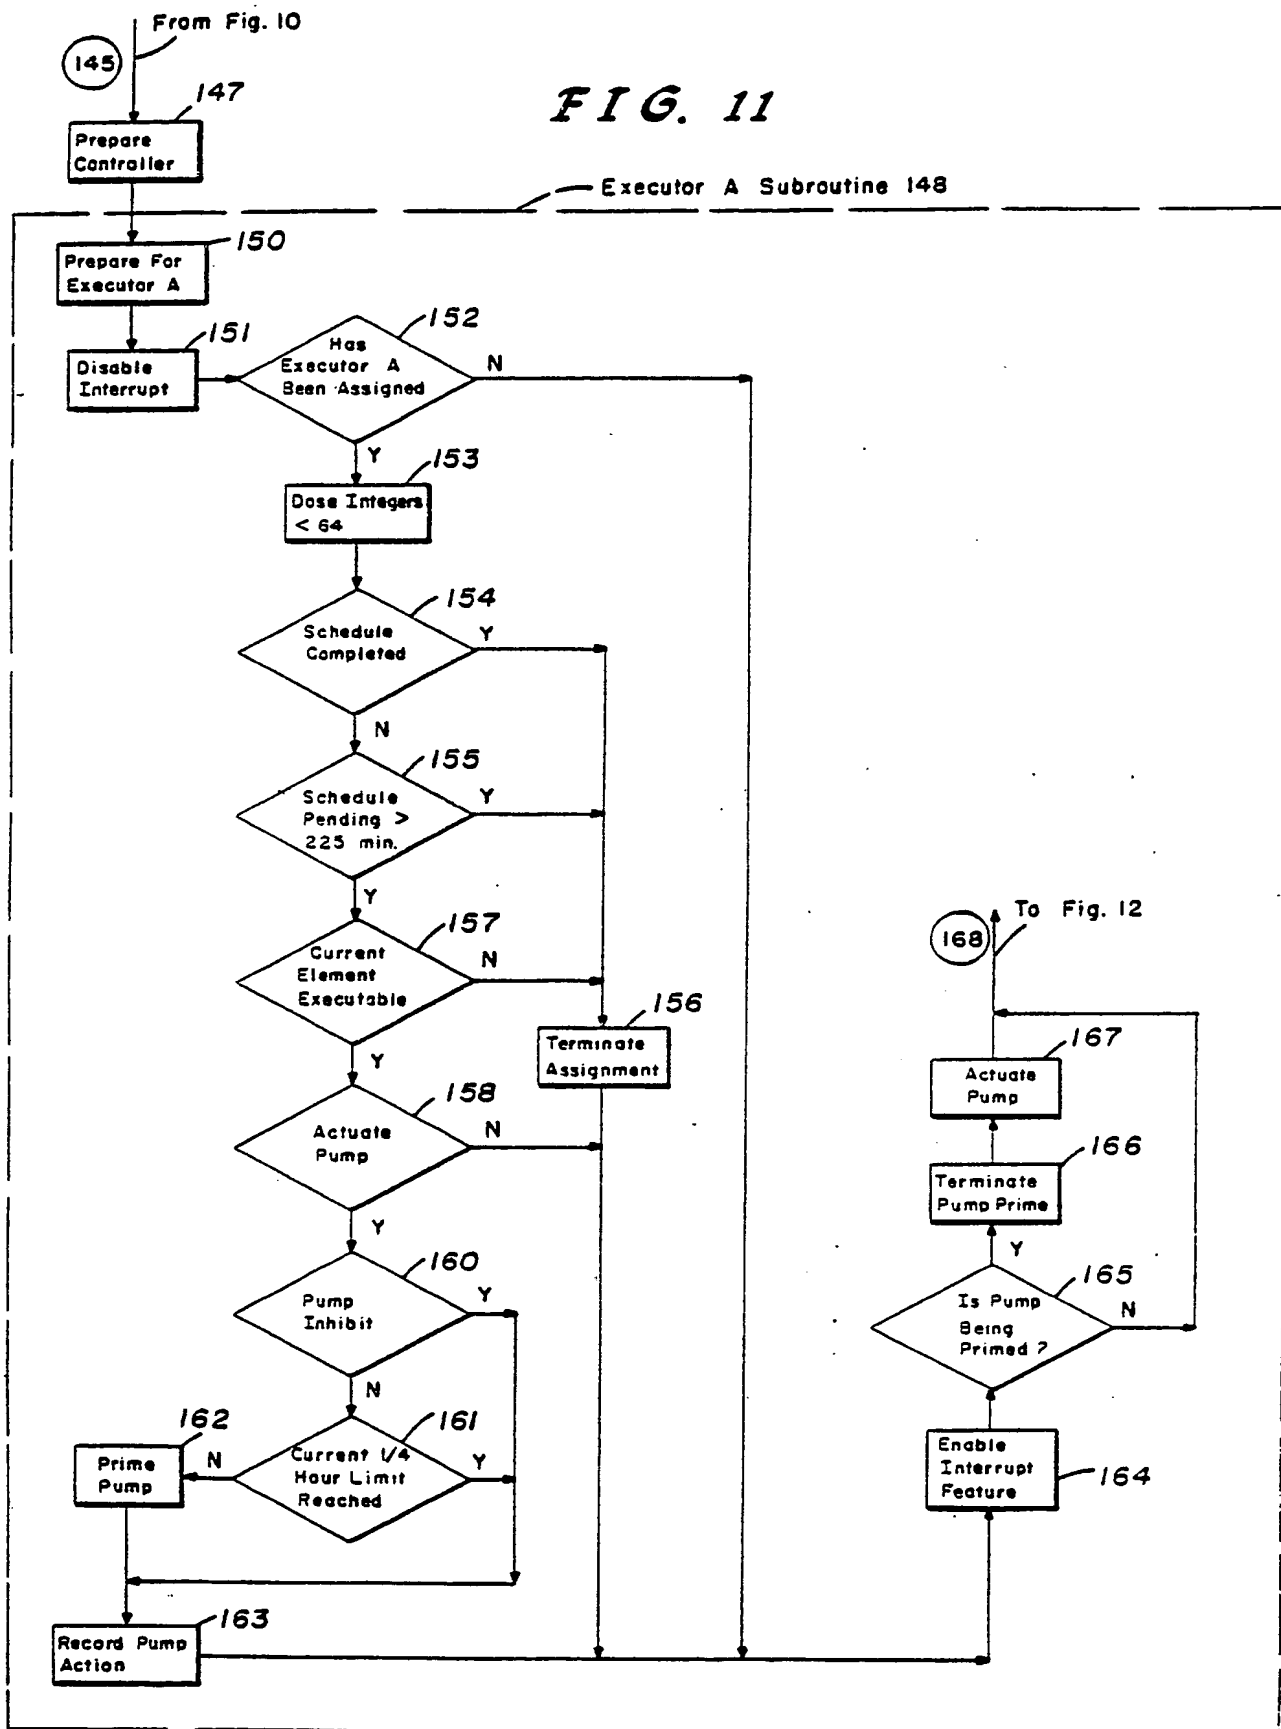 From Fig. 10
145
FIG. 11
147
Prepare
Controller
Executor A Subroutine 148
150
Prepare For
Executor A
151
Disable
Interrupt
152
Has
Executor A
Been Assigned
N
Y
153
Dose Integers
< 64
154
Schedule
Completed
Y
N
155
Schedule
Pending >
225 min.
Y
Y
157
Current
Element
Executable
N
Y
156
Terminate
Assignment
158
Actuate
Pump
N
Y
160
Pump
Inhibit
Y
N
161
Current 1/4
Hour Limit
Reached
Y
N
162
Prime
Pump
163
Record Pump
Action
To Fig. 12
168
167
Actuate
Pump
166
Terminate
Pump Prime
Y
165
Is Pump
Being
Primed ?
N
Enable
Interrupt
Feature
164